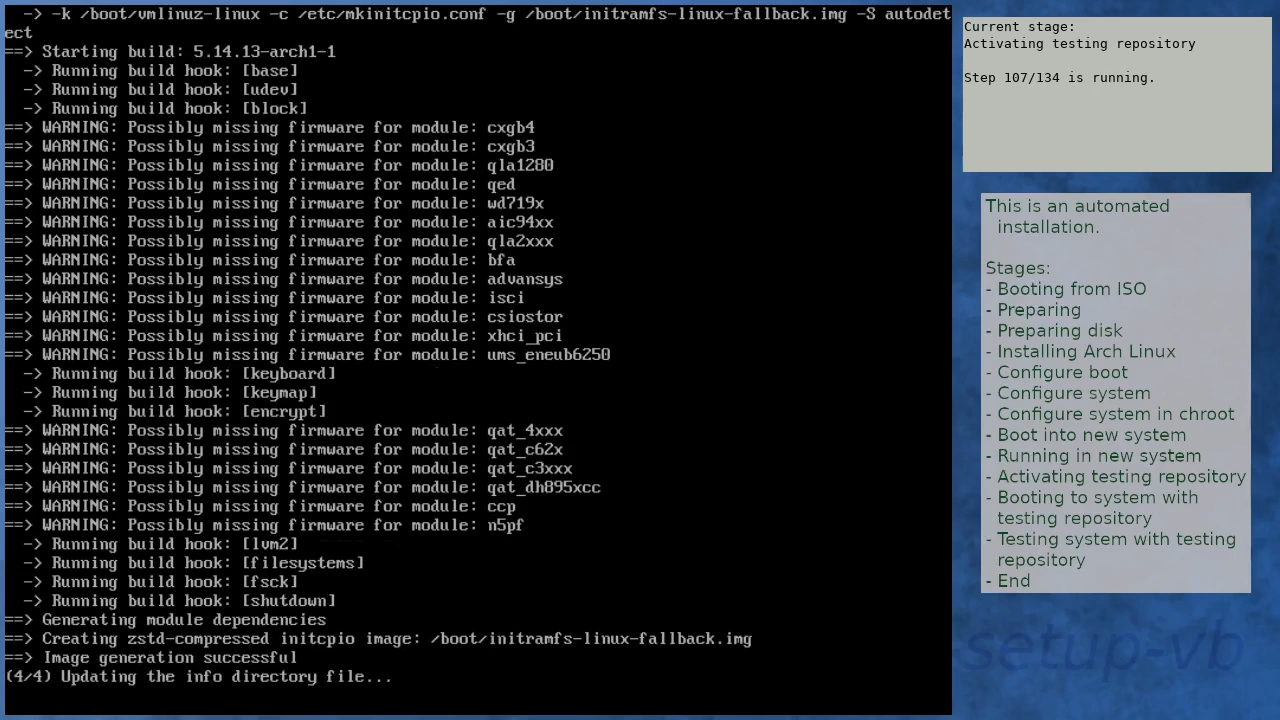 -> -k /boot/vmlinuz-linux -c /etc/mkinitcpio.conf -g /boot/initramfs-linux-fallback.img -S autodet
ect
==> Starting build: 5.14.13-arch1-1
-> Running build hook: [base]
-> Running build hook: [udev]
-> Running build hook: [block]
==> WARNING: Possibly missing firmware for module: cxgb4
==> WARNING: Possibly missing firmware for module: cxgb3
==> WARNING: Possibly missing firmware for module: qla1280
==> WARNING: Possibly missing firmware for module: qed
==> WARNING: Possibly missing firmware for module: wd719x
==> WARNING: Possibly missing firmware for module: aic94xx
==> WARNING: Possibly missing firmware for module: qla2xxx
==> WARNING: Possibly missing firmware for module: bfa
==> WARNING: Possibly missing firmware for module: advansys
==> WARNING: Possibly missing firmware for module: isci
==> WARNING: Possibly missing firmware for module: csiostor
==> WARNING: Possibly missing firmware for module: xhci_pci
==> WARNING: Possibly missing firmware for module: ums_eneub6250
-> Running build hook: [keyboard]
-> Running build hook: [keymap]
-> Running build hook: [encrypt]
==> WARNING: Possibly missing firmware for module: qat_4xxx
==> WARNING: Possibly missing firmware for module: qat_c62x
==> WARNING: Possibly missing firmware for module: qat_c3xxx
==> WARNING: Possibly missing firmware for module: qat_dh895xcc
==> WARNING: Possibly missing firmware for module: ccp
==> WARNING: Possibly missing firmware for module: n5pf
-> Running build hook: [lvm2]
-> Running build hook: [filesystems]
-> Running build hook: [fsck]
-> Running build hook: [shutdown]
==> Generating module dependencies
==> Creating zstd-compressed initcpio image: /boot/initramfs-linux-fallback.img
==> Image generation successful
(4/4) Updating the info directory file...
Current stage:
Activating testing repository
Step 107/134 is running.
This is an automated
installation.
Stages:
- Booting from ISO
- Preparing
- Preparing disk
- Installing Arch Linux
- Configure boot
- Configure system
- Configure system in chroot
- Boot into new system
- Running in new system
- Activating testing repository
- Booting to system with
testing repository
- Testing system with testing
repository
- End
setup-vb